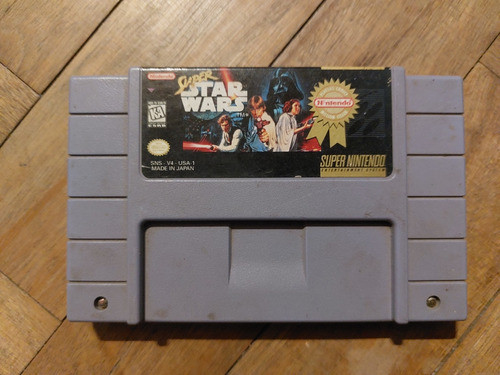 Nintendo
SUPER
STAR
WARS
K-A
Nintendo
SNS - V4 - USA-1
MADE IN JAPAN
SUPER NINTENDO
ENTERTAINMENT SYSTEM